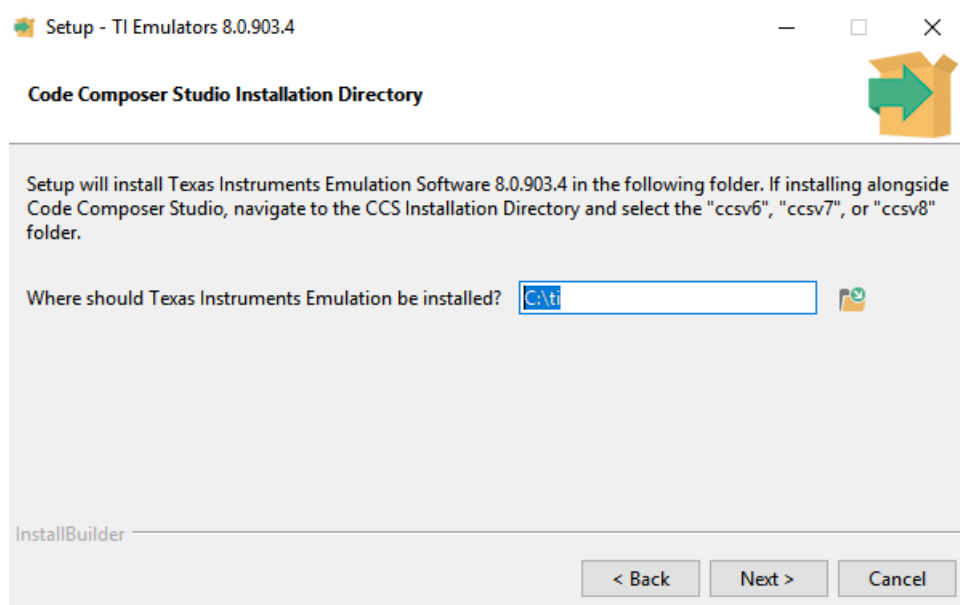 Setup - TI Emulators 8.0.903.4
Code Composer Studio Installation Directory
Setup will install Texas Instruments Emulation Software 8.0.903.4 in the following folder. If installing alongside
Code Composer Studio, navigate to the CCS Installation Directory and select the "ccsv6", "ccsv7", or "ccsv8"
folder.
Where should Texas Instruments Emulation be installed? C:\ti
InstallBuilder
< Back Next > Cancel